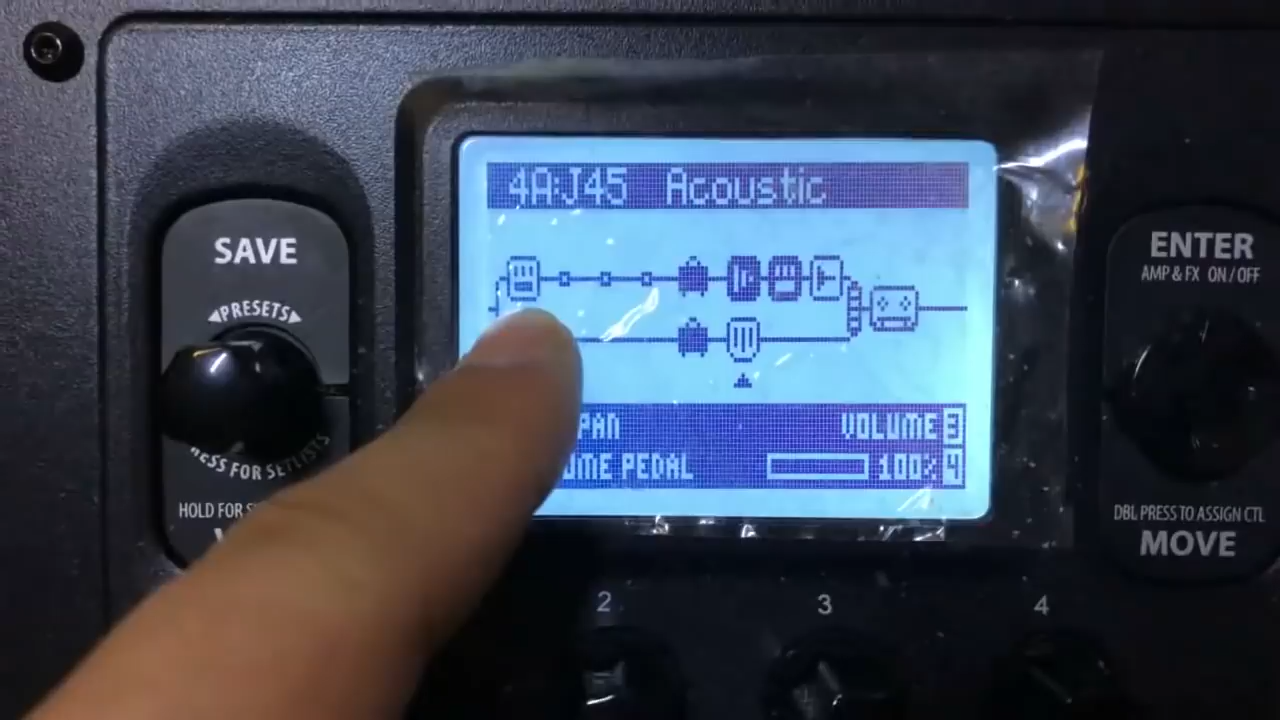 SAVE
◀PRESETS▶
HOLD FOR
4A:J45 Acoustic
PAN
VOLUME 3
PEDAL
100% 4
ENTER
AMP & FX ON / OFF
DBL PRESS TO ASSIGN CTL
MOVE
2
3
4